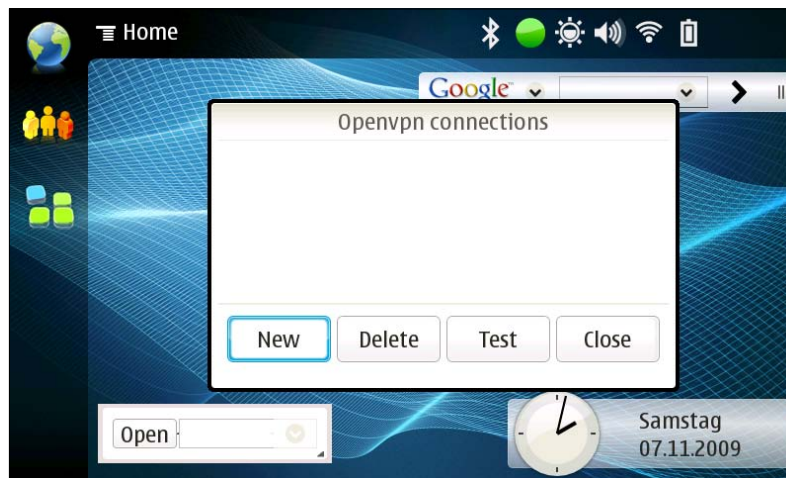 Home
Google
Openvpn connections
New Delete Test Close
Open
Samstag
07.11.2009